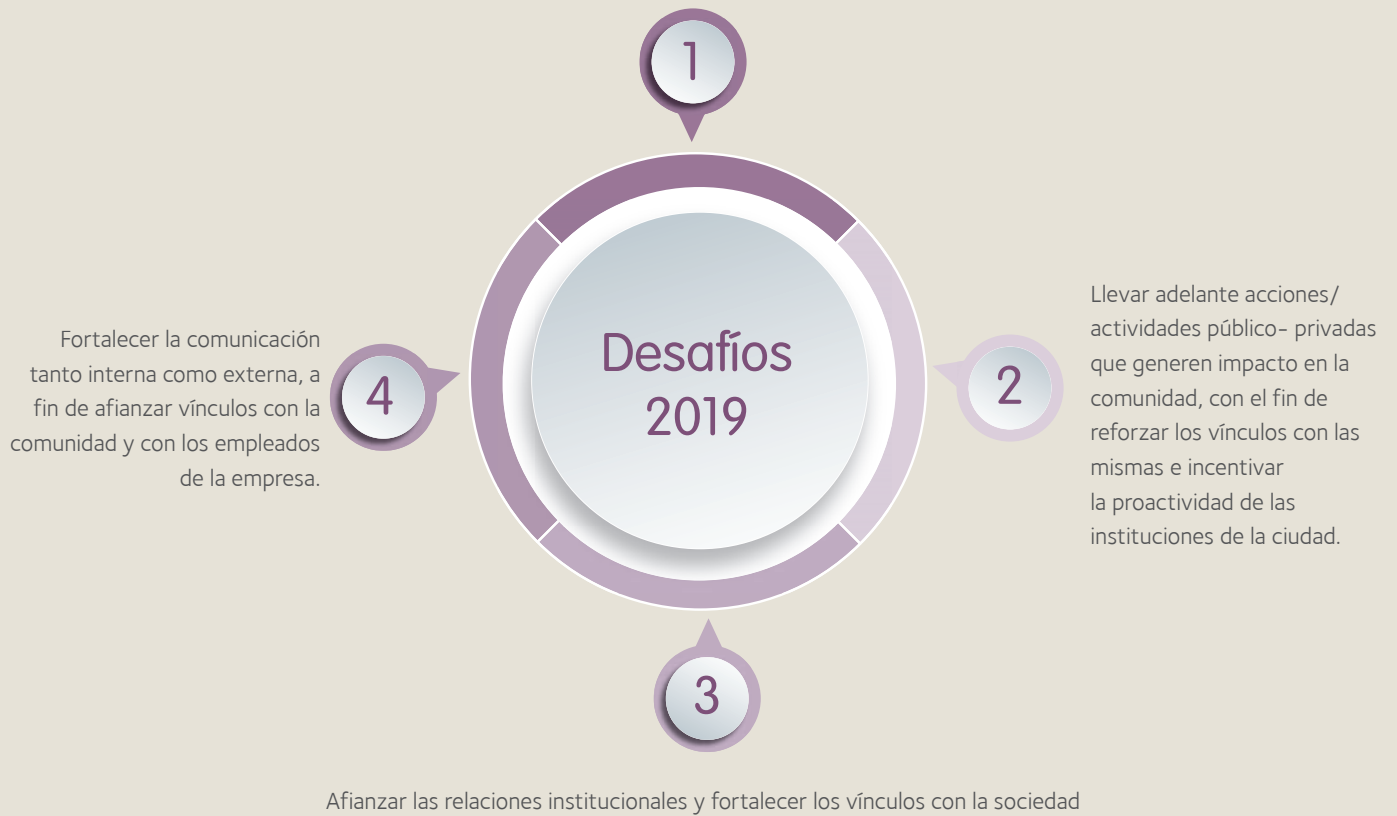 1
Desafíos
2019
2
Llevar adelante acciones/
actividades público- privadas
que generen impacto en la
comunidad, con el fin de
reforzar los vínculos con las
mismas e incentivar
la proactividad de las
instituciones de la ciudad.
3
Afianzar las relaciones institucionales y fortalecer los vínculos con la sociedad
4
Fortalecer la comunicación
tanto interna como externa, a
fin de afianzar vínculos con la
comunidad y con los empleados
de la empresa.